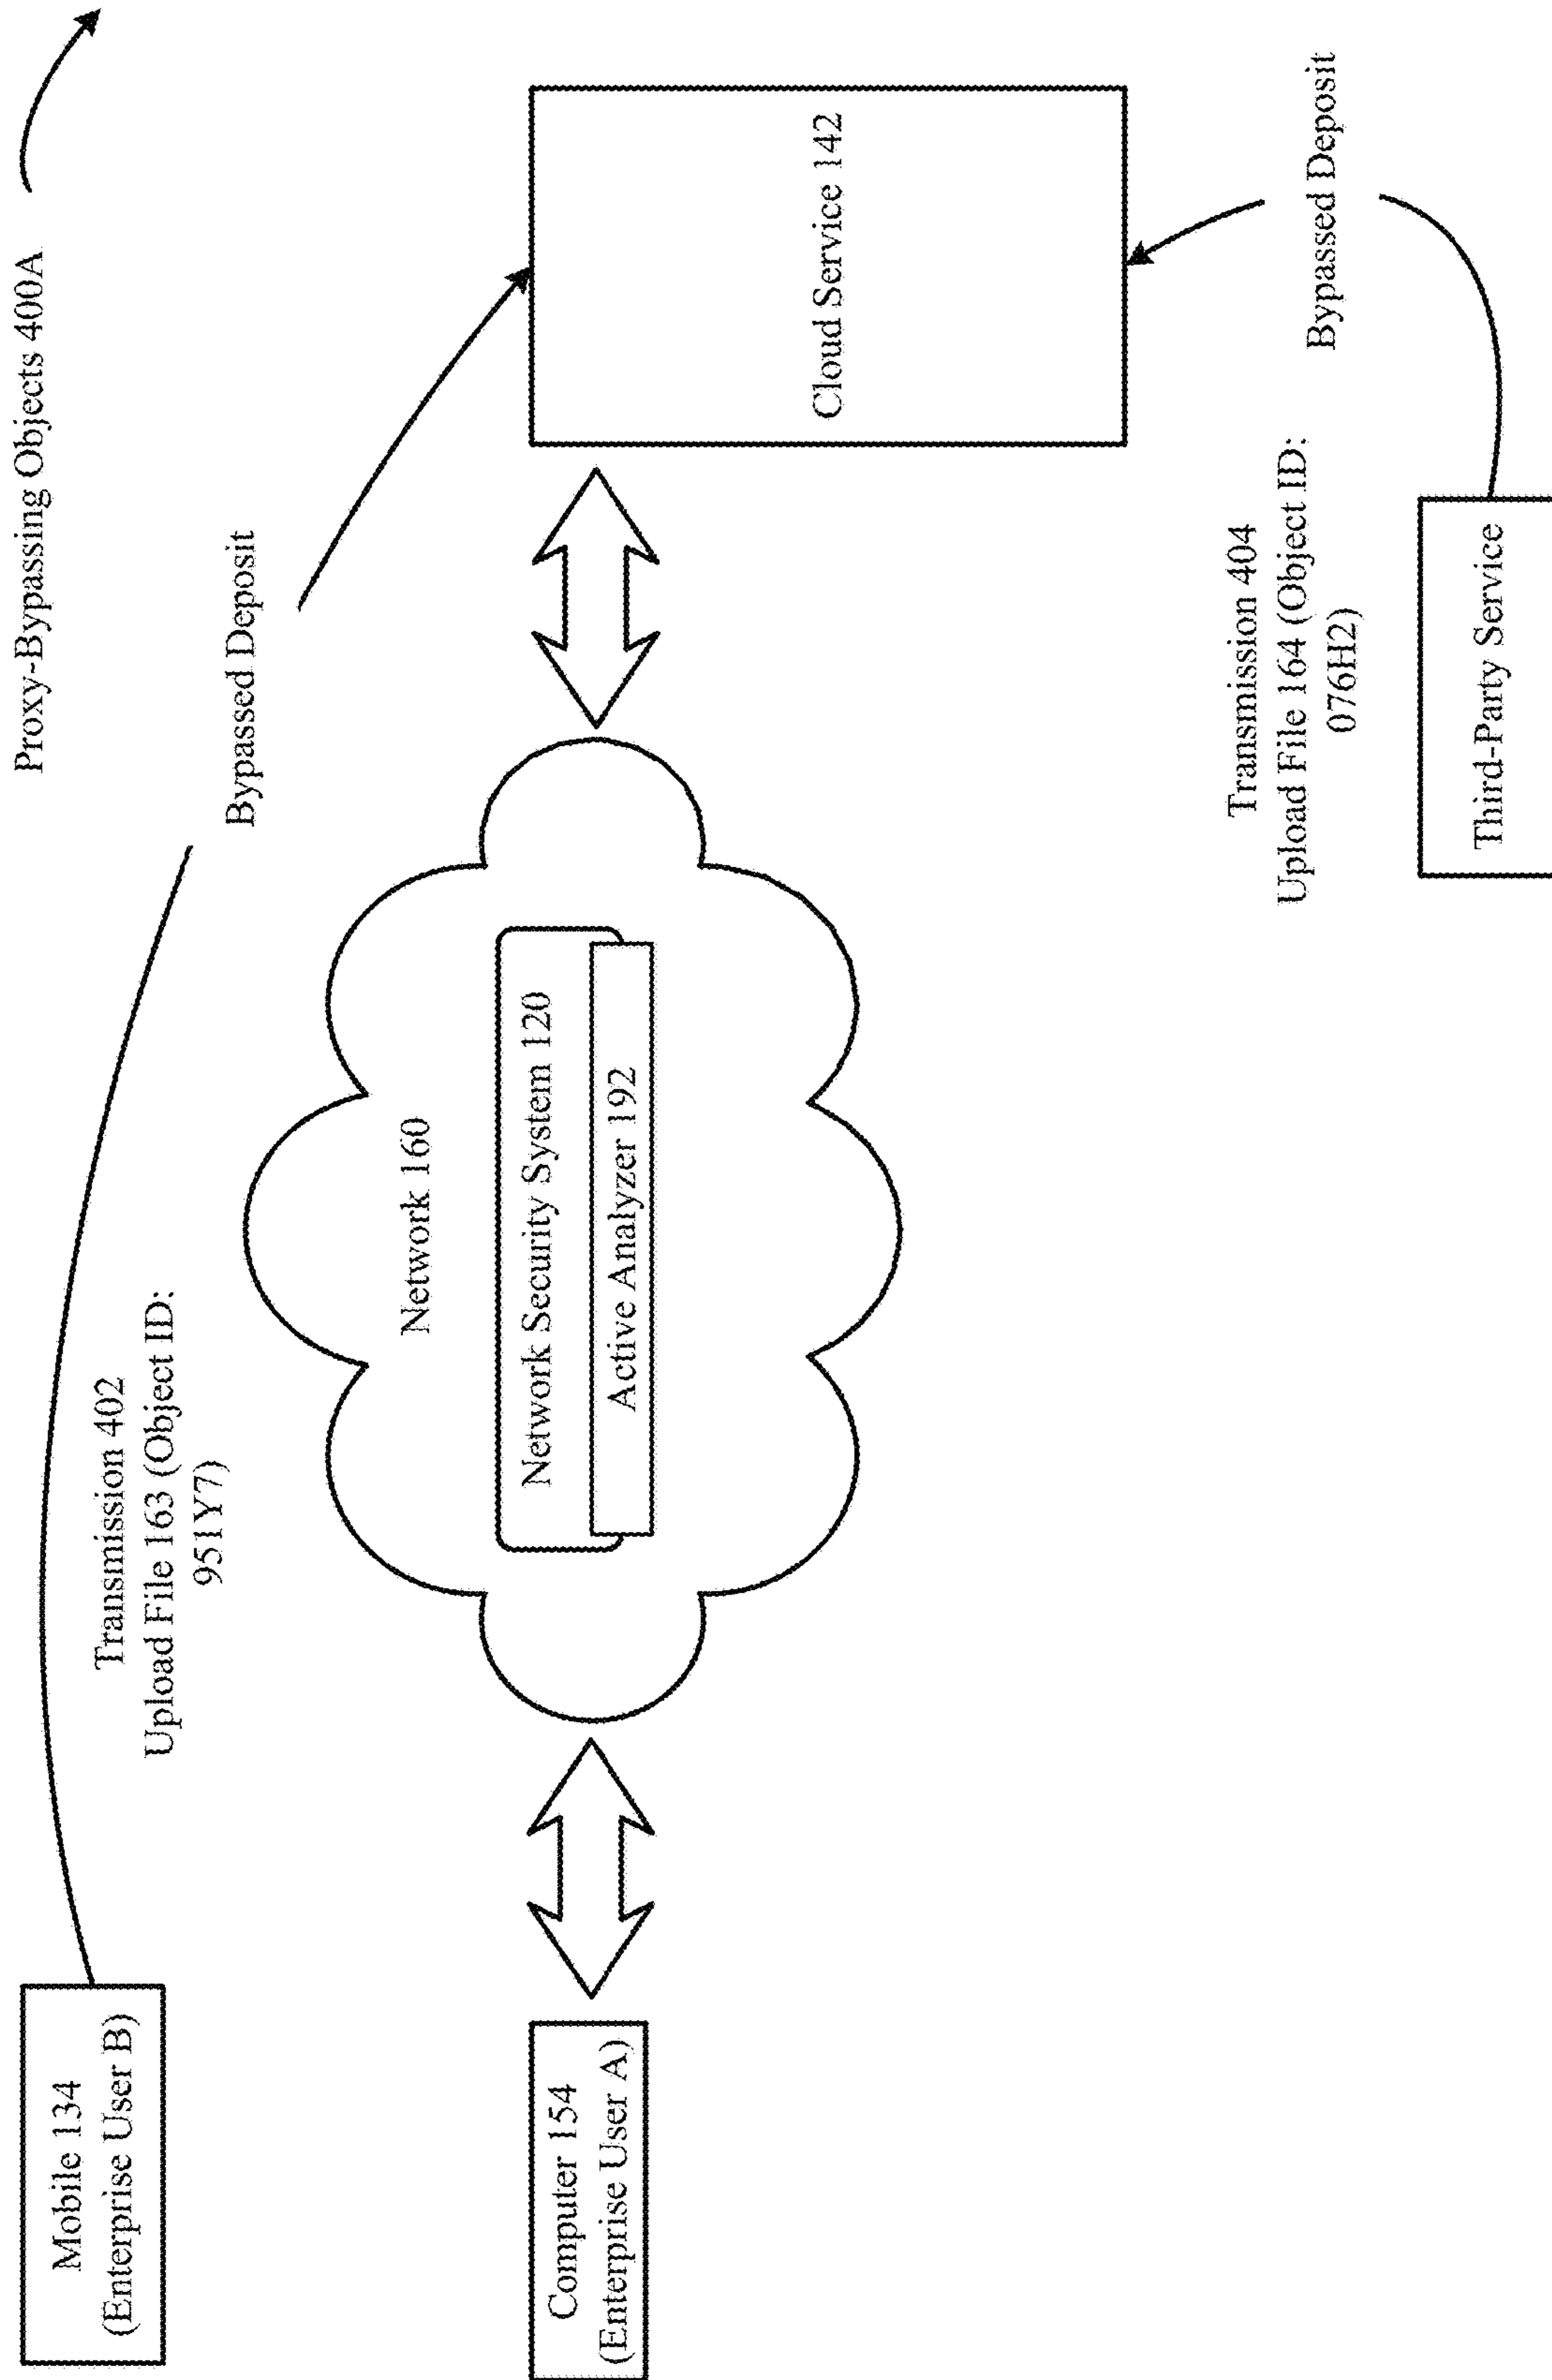 Proxy-Bypassing Objects 400A
Mobile 134
(Enterprise User B)
Transmission 402
Upload File 163 (Object ID:
951Y7)
Bypassed Deposit
Network 160
Network Security System 120
Active Analyzer 192
Computer 154
(Enterprise User A)
Cloud Service 142
Transmission 404
Upload File 164 (Object ID:
076H2)
Bypassed Deposit
Third-Party Service